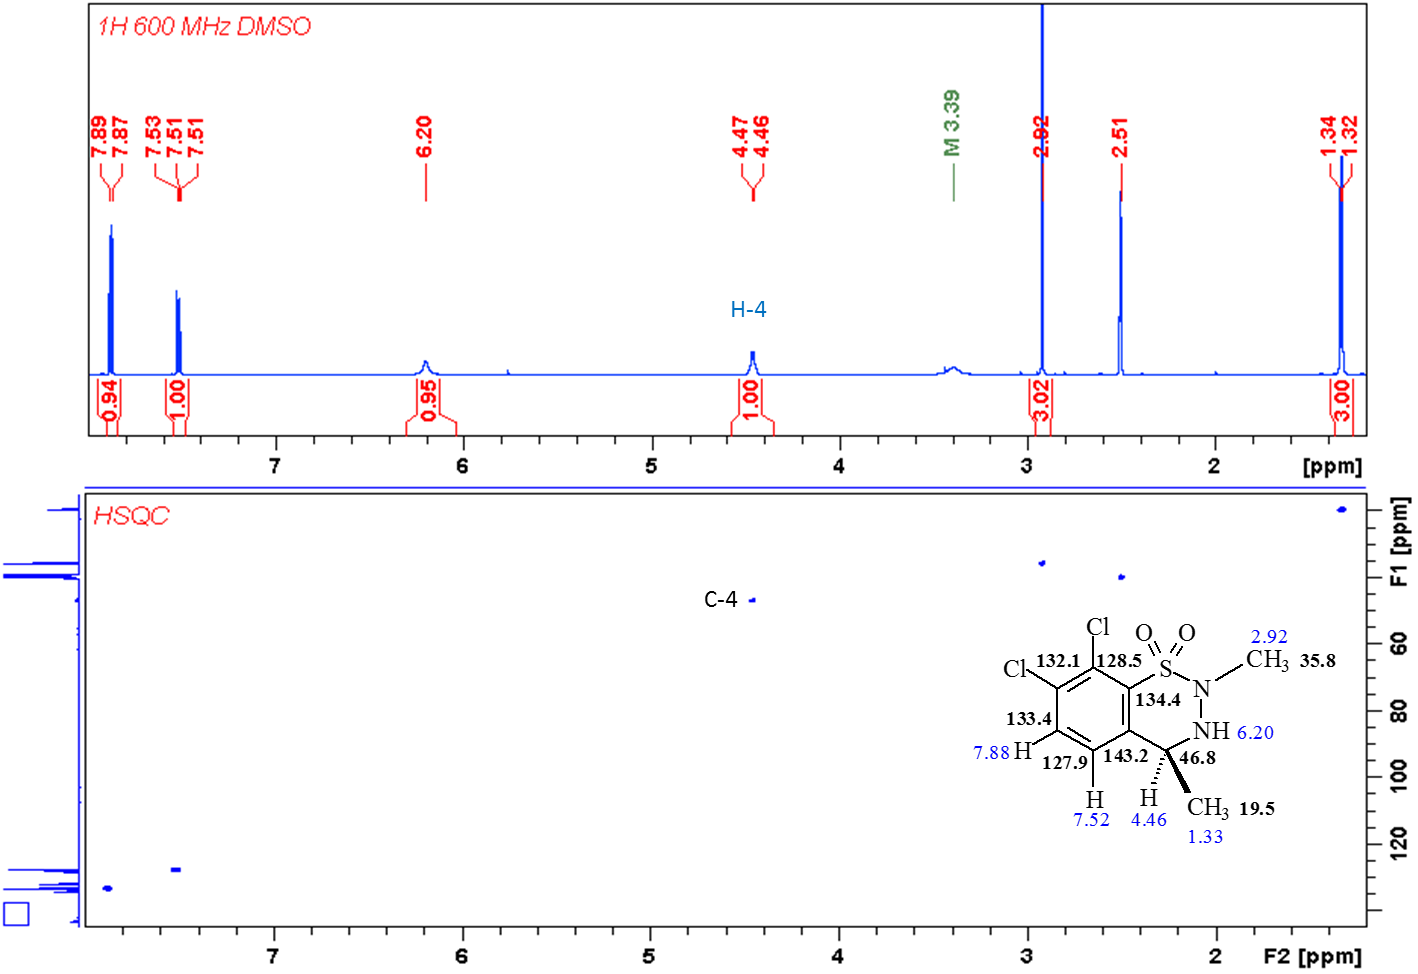 1H 600 MHz DMSO
7.89 7.87 7.53 7.51 7.51 6.20 4.47 4.46 M 3.39 2.92 2.51 1.34 1.32
H-4
0.94 1.00 0.95 1.00 3.02 3.00
7 6 5 4 3 2 [ppm]
HSQC
F1 [ppm]
60 80 100 120
C-4
Cl O O 2.92
Cl 132.1 128.5 S CH3 35.8
134.4 N
133.4 NH 6.20
7.88 H 127.9 143.2 46.8
H H CH3 19.5
7.52 4.46 1.33
7 6 5 4 3 2 F2 [ppm]